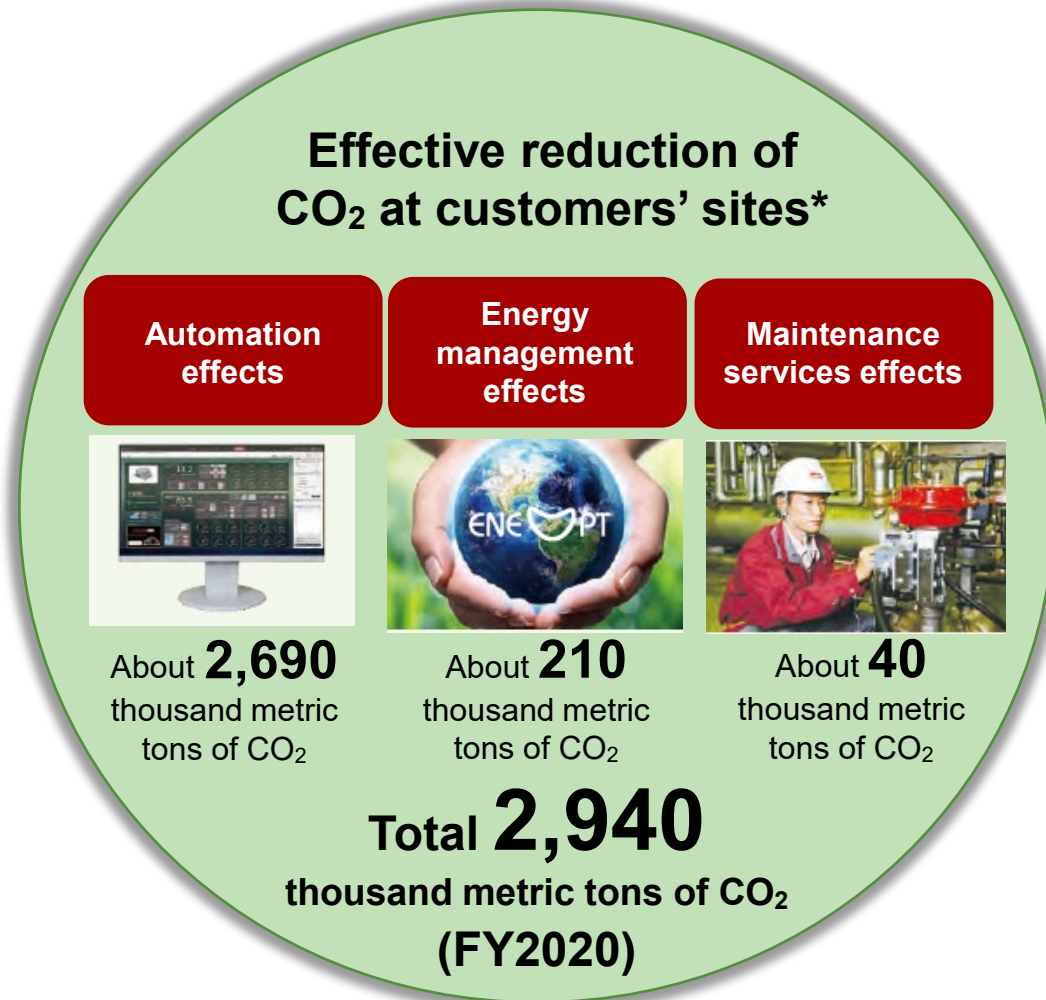 Effective reduction of
CO₂ at customers’ sites*
Automation
effects
Energy
management
effects
Maintenance
services effects
ENEOPT
About 2,690
thousand metric
tons of CO₂
About 210
thousand metric
tons of CO₂
About 40
thousand metric
tons of CO₂
Total 2,940
thousand metric tons of CO₂
(FY2020)